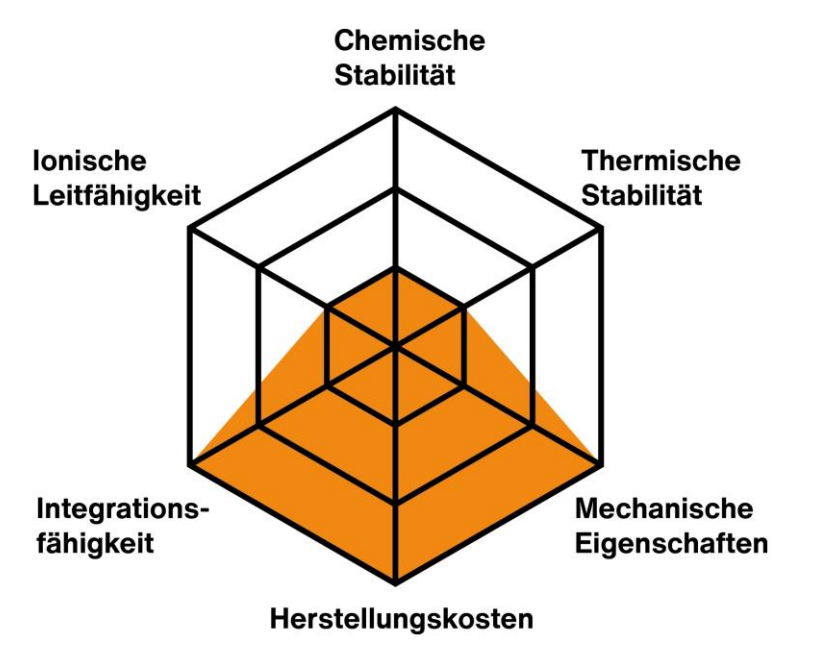 Chemische
Stabilität
Ionische
Leitfähigkeit
Thermische
Stabilität
Integrations-
fähigkeit
Mechanische
Eigenschaften
Herstellungskosten